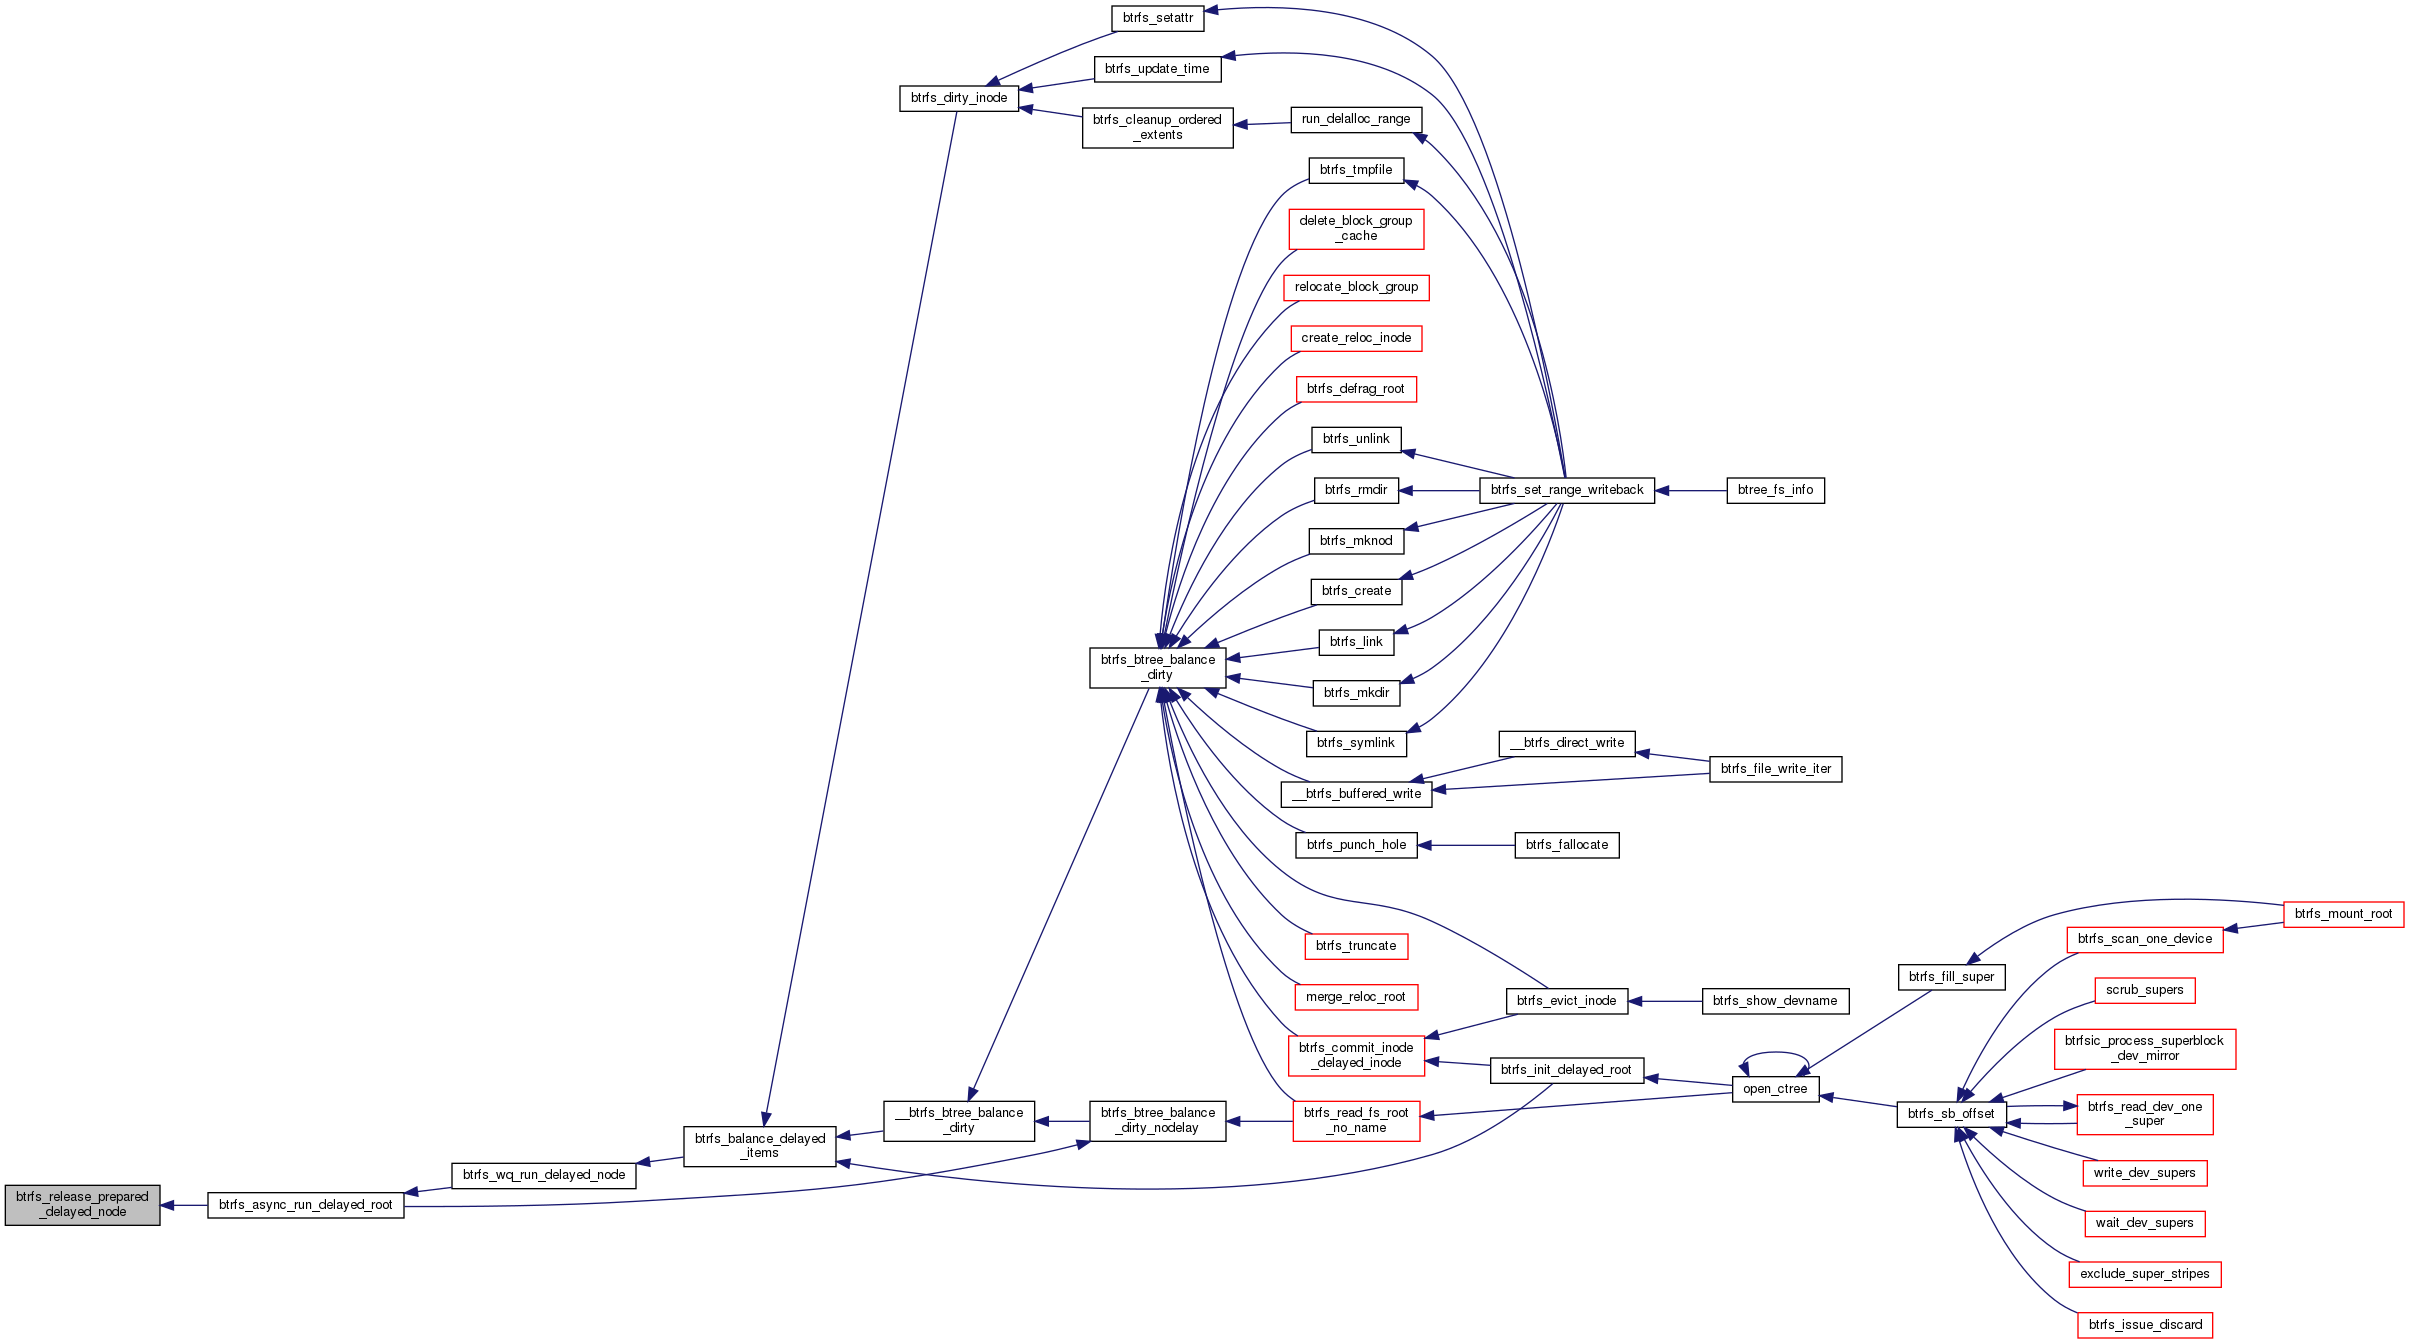 btrfs_setattr
btrfs_update_time
btrfs_dirty_inode
btrfs_cleanup_ordered
_extents
run_delalloc_range
btrfs_tmpfile
delete_block_group
_cache
relocate_block_group
create_reloc_inode
btrfs_defrag_root
btrfs_unlink
btrfs_rmdir
btrfs_set_range_writeback
btree_fs_info
btrfs_mknod
btrfs_create
btrfs_link
btrfs_btree_balance
_dirty
btrfs_mkdir
btrfs_symlink
__btrfs_direct_write
btrfs_file_write_iter
__btrfs_buffered_write
btrfs_punch_hole
btrfs_fallocate
btrfs_mount_root
btrfs_truncate
btrfs_scan_one_device
btrfs_fill_super
merge_reloc_root
btrfs_evict_inode
btrfs_show_devname
scrub_supers
btrfs_commit_inode
_delayed_inode
btrfsic_process_superblock
_dev_mirror
btrfs_init_delayed_root
open_ctree
__btrfs_btree_balance
_dirty
btrfs_btree_balance
_dirty_nodelay
btrfs_read_fs_root
_no_name
btrfs_sb_offset
btrfs_read_dev_one
_super
btrfs_balance_delayed
_items
btrfs_wq_run_delayed_node
write_dev_supers
btrfs_release_prepared
_delayed_node
btrfs_async_run_delayed_root
wait_dev_supers
exclude_super_stripes
btrfs_issue_discard